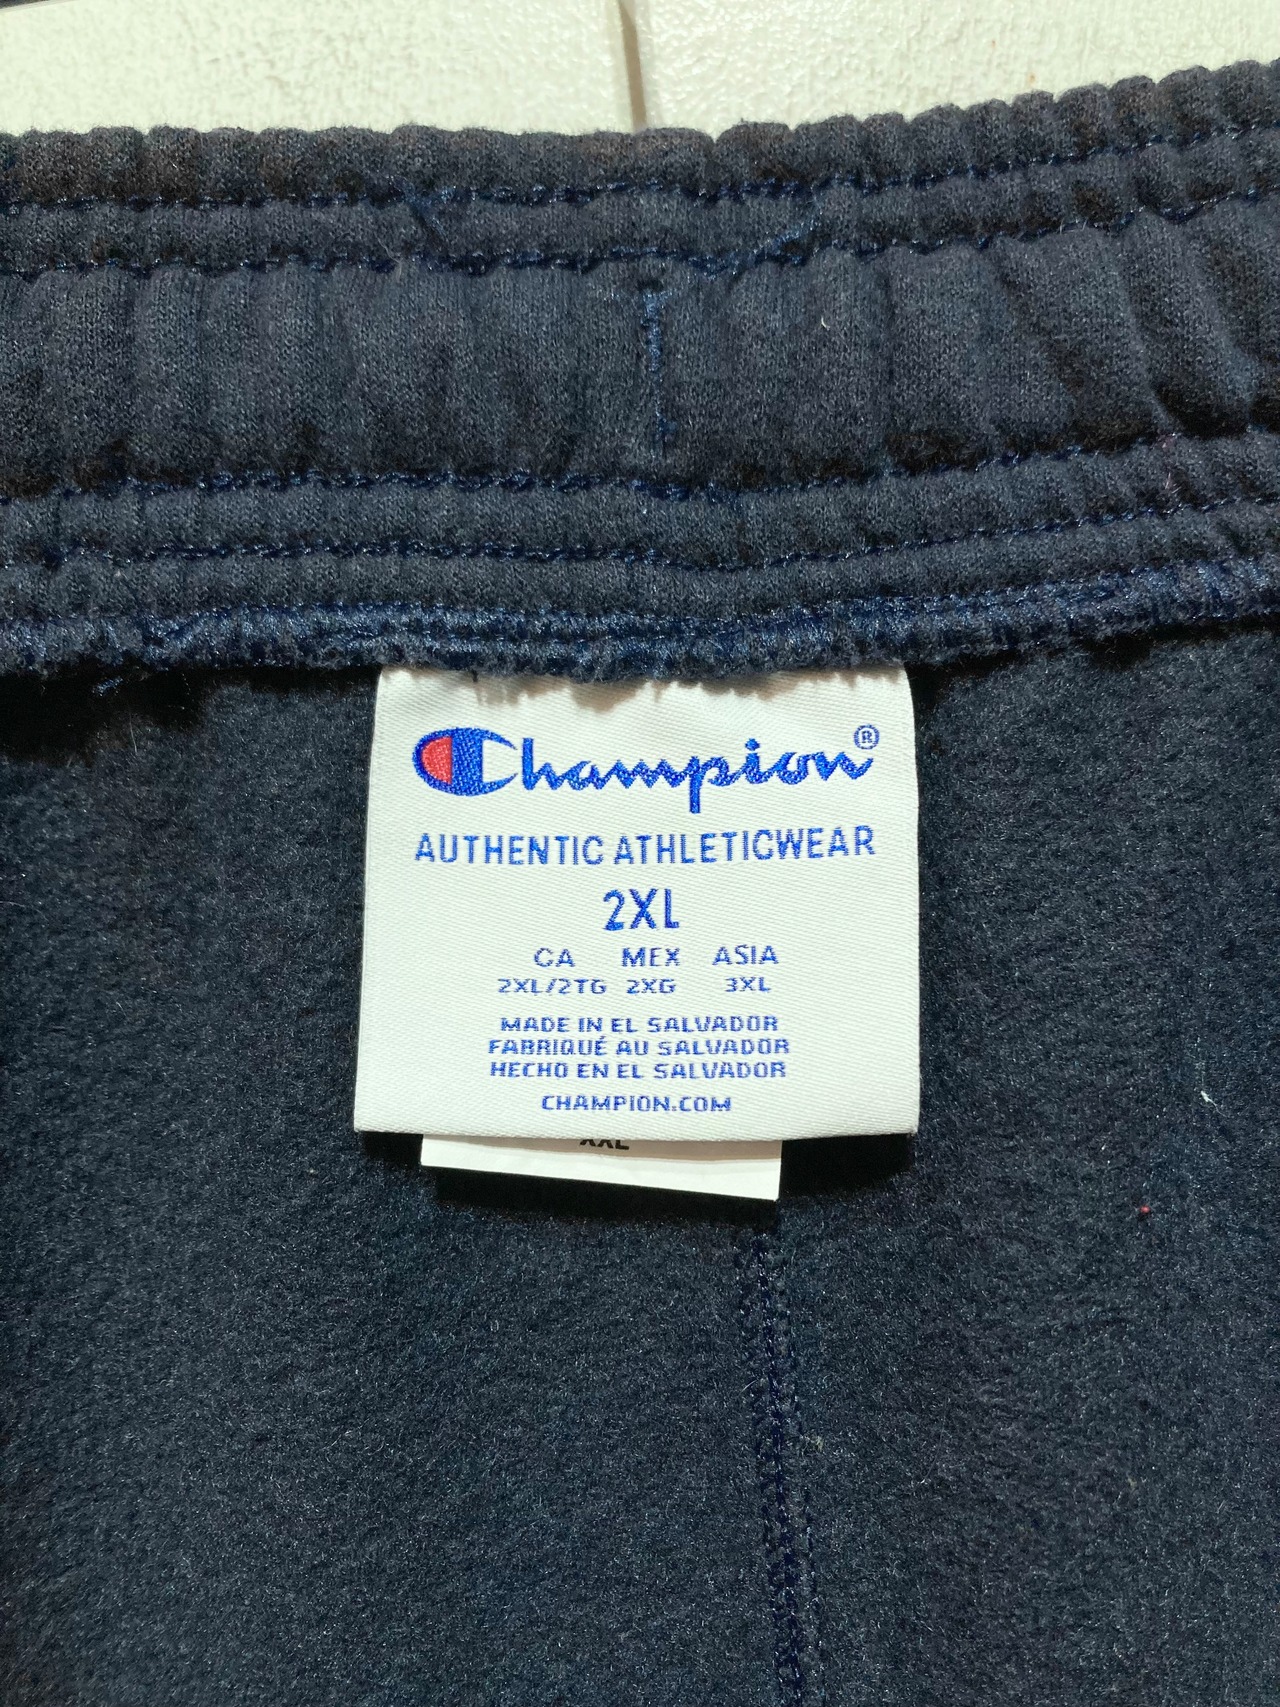 Champion®
AUTHENTIC ATHLETICWEAR
2XL
CA MEX ASIA
2XL/2TG 2XG 3XL
MADE IN EL SALVADOR
FABRIQUÉ AU SALVADOR
HECHO EN EL SALVADOR
CHAMPION.COM
XXL